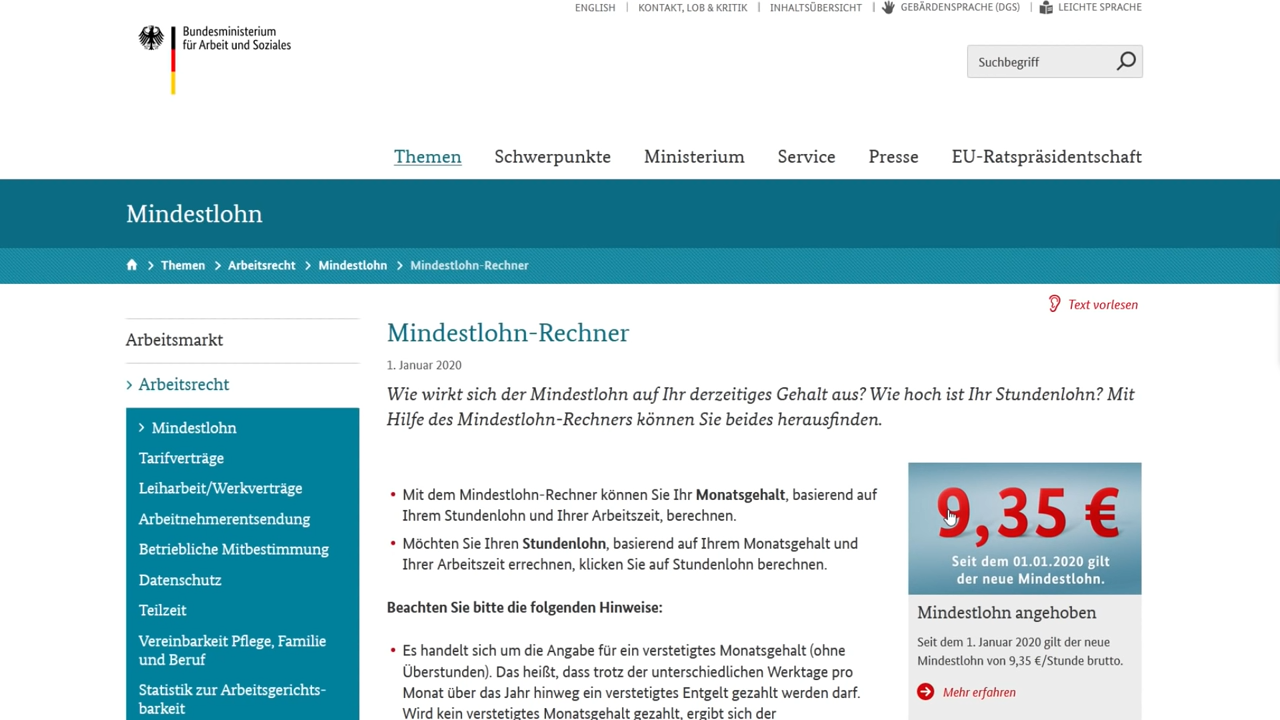 ENGLISH | KONTAKT, LOB & KRITIK | INHALTSÜBERSICHT | GEBÄRDENSPRACHE (DGS) | LEICHTE SPRACHE
Bundesministerium
für Arbeit und Soziales
Suchbegriff
Themen Schwerpunkte Ministerium Service Presse EU-Ratspräsidentschaft
Mindestlohn
Themen > Arbeitsrecht > Mindestlohn > Mindestlohn-Rechner
Text vorlesen
Arbeitsmarkt
Arbeitsrecht
Mindestlohn
Tarifverträge
Leiharbeit/Werkverträge
Arbeitnehmerentsendung
Betriebliche Mitbestimmung
Datenschutz
Teilzeit
Vereinbarkeit Pflege, Familie
und Beruf
Statistik zur Arbeitsgerichts-
barkeit
Mindestlohn-Rechner
1. Januar 2020
Wie wirkt sich der Mindestlohn auf Ihr derzeitiges Gehalt aus? Wie hoch ist Ihr Stundenlohn? Mit
Hilfe des Mindestlohn-Rechners können Sie beides herausfinden.
• Mit dem Mindestlohn-Rechner können Sie Ihr Monatsgehalt, basierend auf
Ihrem Stundenlohn und Ihrer Arbeitszeit, berechnen.
• Möchten Sie Ihren Stundenlohn, basierend auf Ihrem Monatsgehalt und
Ihrer Arbeitszeit errechnen, klicken Sie auf Stundenlohn berechnen.
Beachten Sie bitte die folgenden Hinweise:
• Es handelt sich um die Angabe für ein verstetigtes Monatsgehalt (ohne
Überstunden). Das heißt, dass trotz der unterschiedlichen Werktage pro
Monat über das Jahr hinweg ein verstetigtes Entgelt gezahlt werden darf.
Wird kein verstetigtes Monatsgehalt gezahlt, ergibt sich der
9,35 €
Seit dem 01.01.2020 gilt
der neue Mindestlohn.
Mindestlohn angehoben
Seit dem 1. Januar 2020 gilt der neue
Mindestlohn von 9,35 €/Stunde brutto.
Mehr erfahren